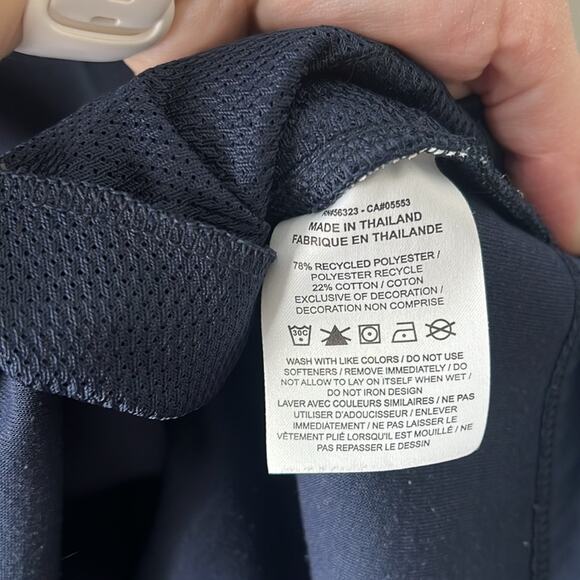 RN#56323 - CA#05553
MADE IN THAILAND
FABRIQUE EN THAILANDE
78% RECYCLED POLYESTER /
POLYESTER RECYCLE
22% COTTON / COTON
EXCLUSIVE OF DECORATION /
DECORATION NON COMPRISE
30C
WASH WITH LIKE COLORS / DO NOT USE
SOFTENERS / REMOVE IMMEDIATELY / DO
NOT ALLOW TO LAY ON ITSELF WHEN WET /
DO NOT IRON DESIGN
LAVER AVEC COULEURS SIMILAIRES / NE PAS
UTILISER D'ADOUCISSEUR / ENLEVER
IMMEDIATEMENT / NE PAS LAISSER LE
VÊTEMENT PLIÉ LORSQU'IL EST MOUILLÉ / NE
PAS REPASSER LE DESSIN